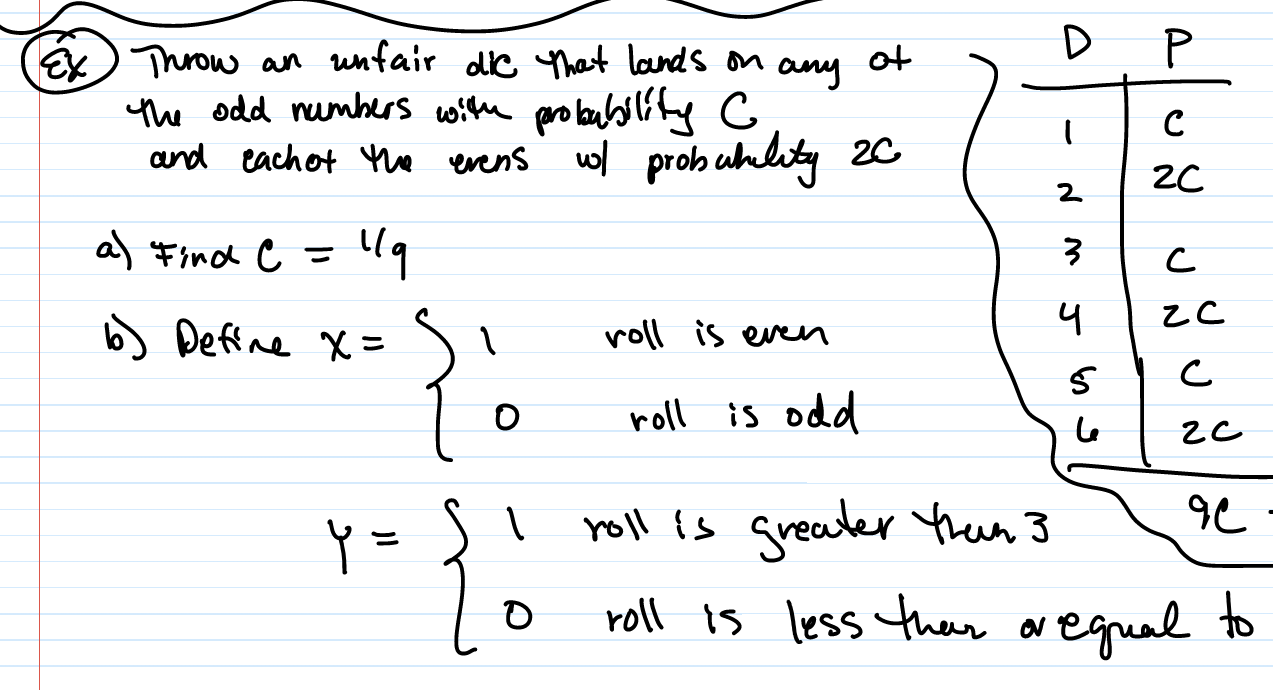 Ex Throw an unfair die that lands on any of
the odd numbers with probability C
and each of the evens w/ probability 2C
a) Find C = 1/9
b) Define X = { 1 roll is even
0 roll is odd
Y = { 1 roll is greater than 3
0 roll is less than or equal to
D P
1 C
2 2C
3 C
4 2C
5 C
6 2C
9C